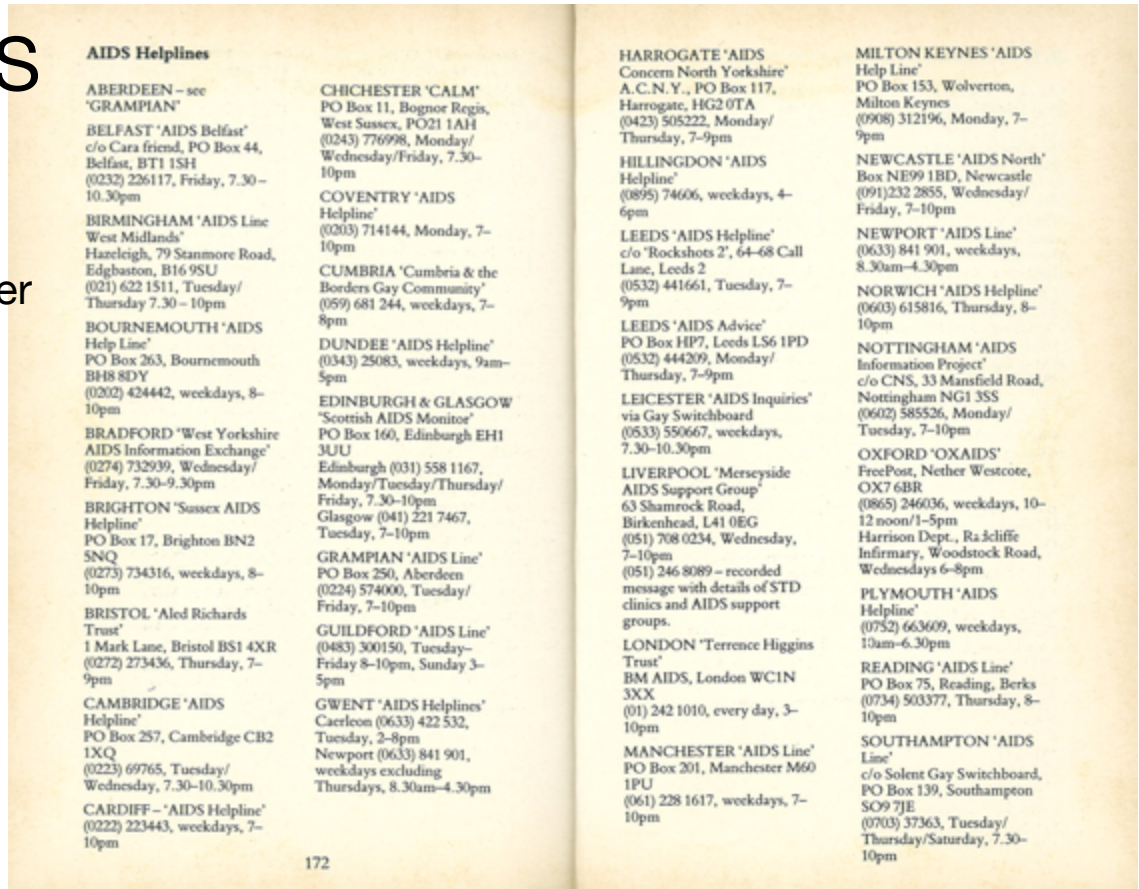 S
er
AIDS Helplines
ABERDEEN – see
'GRAMPIAN'
BELFAST 'AIDS Belfast'
c/o Cara friend, PO Box 44,
Belfast, BT1 1SH
(0232) 226117, Friday, 7.30 –
10.30pm
BIRMINGHAM 'AIDS Line
West Midlands'
Hazeleigh, 79 Stanmore Road,
Edgbaston, B16 9SU
(021) 622 1511, Tuesday/
Thursday 7.30 – 10pm
BOURNEMOUTH 'AIDS
Help Line'
PO Box 263, Bournemouth
BH8 8DY
(0202) 424442, weekdays, 8–
10pm
BRADFORD 'West Yorkshire
AIDS Information Exchange'
(0274) 732939, Wednesday/
Friday, 7.30–9.30pm
BRIGHTON 'Sussex AIDS
Helpline'
PO Box 17, Brighton BN2
5NQ
(0273) 734316, weekdays, 8–
10pm
BRISTOL 'Aled Richards
Trust'
1 Mark Lane, Bristol BS1 4XR
(0272) 273436, Thursday, 7–
9pm
CAMBRIDGE 'AIDS
Helpline'
PO Box 257, Cambridge CB2
1XQ
(0223) 69765, Tuesday/
Wednesday, 7.30–10.30pm
CARDIFF – 'AIDS Helpline'
(0222) 223443, weekdays, 7–
10pm
CHICHESTER 'CALM'
PO Box 11, Bognor Regis,
West Sussex, PO21 1AH
(0243) 776998, Monday/
Wednesday/Friday, 7.30–
10pm
COVENTRY 'AIDS
Helpline'
(0203) 714144, Monday, 7–
10pm
CUMBRIA 'Cumbria & the
Borders Gay Community'
(059) 681 244, weekdays, 7–
8pm
DUNDEE 'AIDS Helpline'
(0343) 25083, weekdays, 9am–
5pm
EDINBURGH & GLASGOW
'Scottish AIDS Monitor'
PO Box 160, Edinburgh EH1
3UU
Edinburgh (031) 558 1167,
Monday/Tuesday/Thursday/
Friday, 7.30–10pm
Glasgow (041) 221 7467,
Tuesday, 7–10pm
GRAMPIAN 'AIDS Line'
PO Box 250, Aberdeen
(0224) 574000, Tuesday/
Friday, 7–10pm
GUILDFORD 'AIDS Line'
(0483) 300150, Tuesday–
Friday 8–10pm, Sunday 3–
5pm
GWENT 'AIDS Helplines'
Caerleon (0633) 422 532,
Tuesday, 2–8pm
Newport (0633) 841 901,
weekdays excluding
Thursdays, 8.30am–4.30pm
172
HARROGATE 'AIDS
Concern North Yorkshire'
A.C.N.Y., PO Box 117,
Harrogate, HG2 0TA
(0423) 505222, Monday/
Thursday, 7–9pm
HILLINGDON 'AIDS
Helpline'
(0895) 74606, weekdays, 4–
6pm
LEEDS 'AIDS Helpline'
c/o 'Rockshots 2', 64–68 Call
Lane, Leeds 2
(0532) 441661, Tuesday, 7–
9pm
LEEDS 'AIDS Advice'
PO Box HP7, Leeds LS6 1PD
(0532) 444209, Monday/
Thursday, 7–9pm
LEICESTER 'AIDS Inquiries'
via Gay Switchboard
(0533) 550667, weekdays,
7.30–10.30pm
LIVERPOOL 'Merseyside
AIDS Support Group'
63 Shamrock Road,
Birkenhead, L41 0EG
(051) 708 0234, Wednesday,
7–10pm
(051) 246 8089 – recorded
message with details of STD
clinics and AIDS support
groups.
LONDON 'Terrence Higgins
Trust'
BM AIDS, London WC1N
3XX
(01) 242 1010, every day, 3–
10pm
MANCHESTER 'AIDS Line'
PO Box 201, Manchester M60
1PU
(061) 228 1617, weekdays, 7–
10pm
MILTON KEYNES 'AIDS
Help Line'
PO Box 153, Wolverton,
Milton Keynes
(0908) 312196, Monday, 7–
9pm
NEWCASTLE 'AIDS North'
Box NE99 1BD, Newcastle
(091)232 2855, Wednesday/
Friday, 7–10pm
NEWPORT 'AIDS Line'
(0633) 841 901, weekdays,
8.30am–4.30pm
NORWICH 'AIDS Helpline'
(0603) 615816, Thursday, 8–
10pm
NOTTINGHAM 'AIDS
Information Project'
c/o CNS, 33 Mansfield Road,
Nottingham NG1 3SS
(0602) 585526, Monday/
Tuesday, 7–10pm
OXFORD 'OXAIDS'
FreePost, Nether Westcote,
OX7 6BR
(0865) 246036, weekdays, 10–
12 noon/1–5pm
Harrison Dept., Radcliffe
Infirmary, Woodstock Road,
Wednesdays 6–8pm
PLYMOUTH 'AIDS
Helpline'
(0752) 663609, weekdays,
10am–6.30pm
READING 'AIDS Line'
PO Box 75, Reading, Berks
(0734) 503377, Thursday, 8–
10pm
SOUTHAMPTON 'AIDS
Line'
c/o Solent Gay Switchboard,
PO Box 139, Southampton
SO9 7JE
(0703) 37363, Tuesday/
Thursday/Saturday, 7.30–
10pm